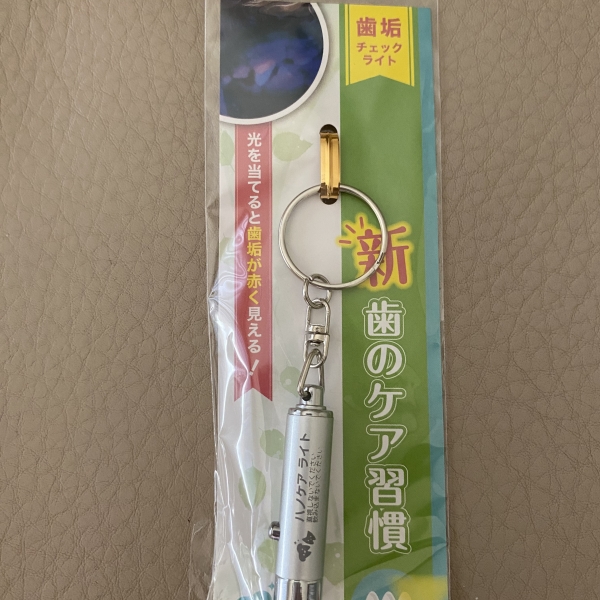 歯垢
チェック
ライト
光を当てると歯垢が赤く見える!
新
歯のケア習慣
ハノケア ライト